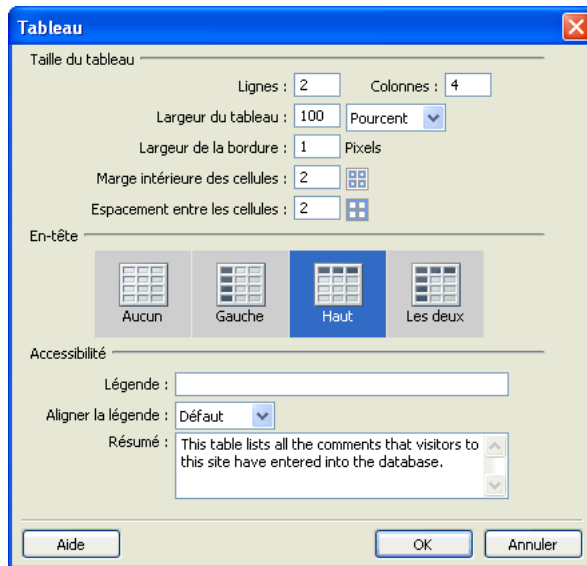 Tableau
Taille du tableau
Lignes : 2 Colonnes : 4
Largeur du tableau : 100 Pourcent
Largeur de la bordure : 1 Pixels
Marge intérieure des cellules : 2
Espacement entre les cellules : 2
En-tête
Aucun Gauche Haut Les deux
Accessibilité
Légende :
Aligner la légende : Défaut
Résumé : This table lists all the comments that visitors to
this site have entered into the database.
Aide OK Annuler